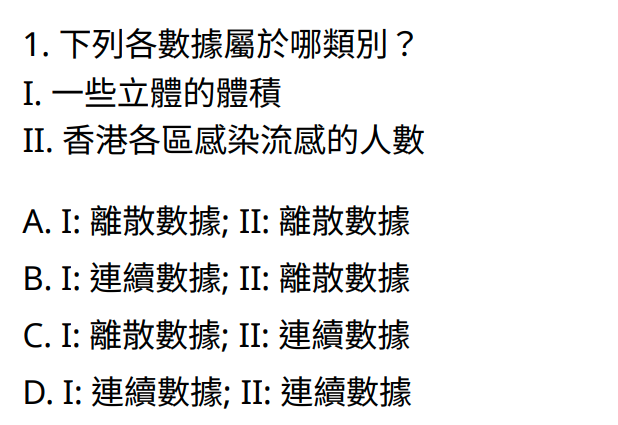 1. 下列各數據屬於哪類別？
I. 一些立體的體積
II. 香港各區感染流感的人數
A. I: 離散數據; II: 離散數據
B. I: 連續數據; II: 離散數據
C. I: 離散數據; II: 連續數據
D. I: 連續數據; II: 連續數據